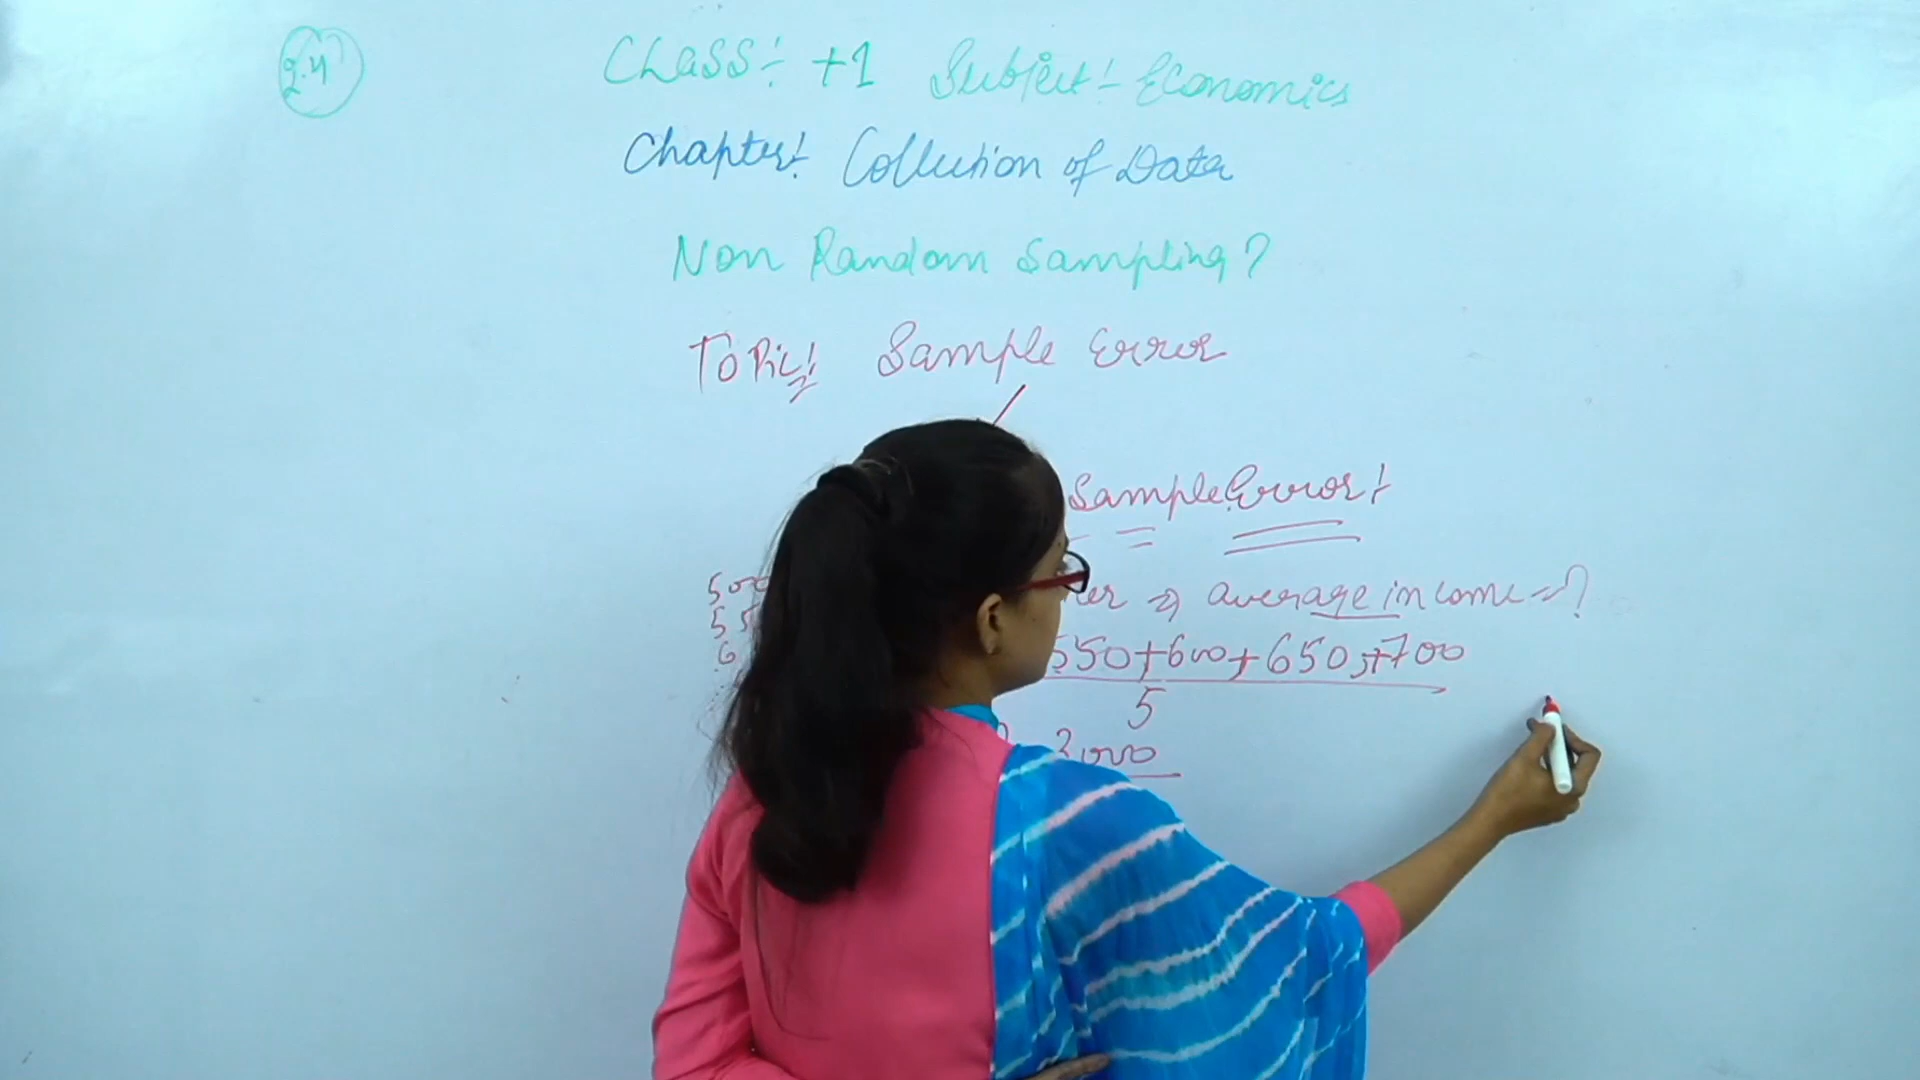 2.4
Class:- +1 Subject:- Economics
Chapter:- Collection of Data
Non Random Sampling?
Topic:- Sample Error
Sample Error:-
500
average income = ?
550+600+650+700
5
3000